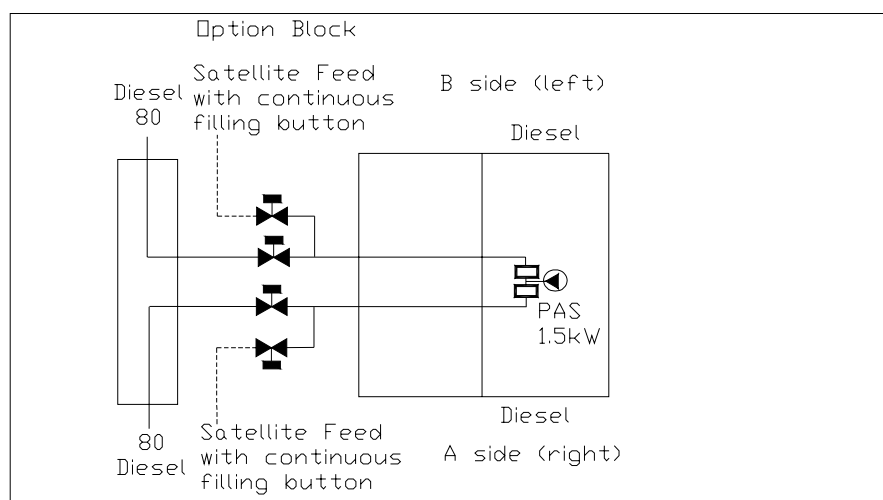 Option Block
Satellite Feed
with continuous
filling button
B side (left)
Diesel
80
Diesel
PAS
1.5kW
Diesel
80
Diesel
Satellite Feed
with continuous
filling button
A side (right)